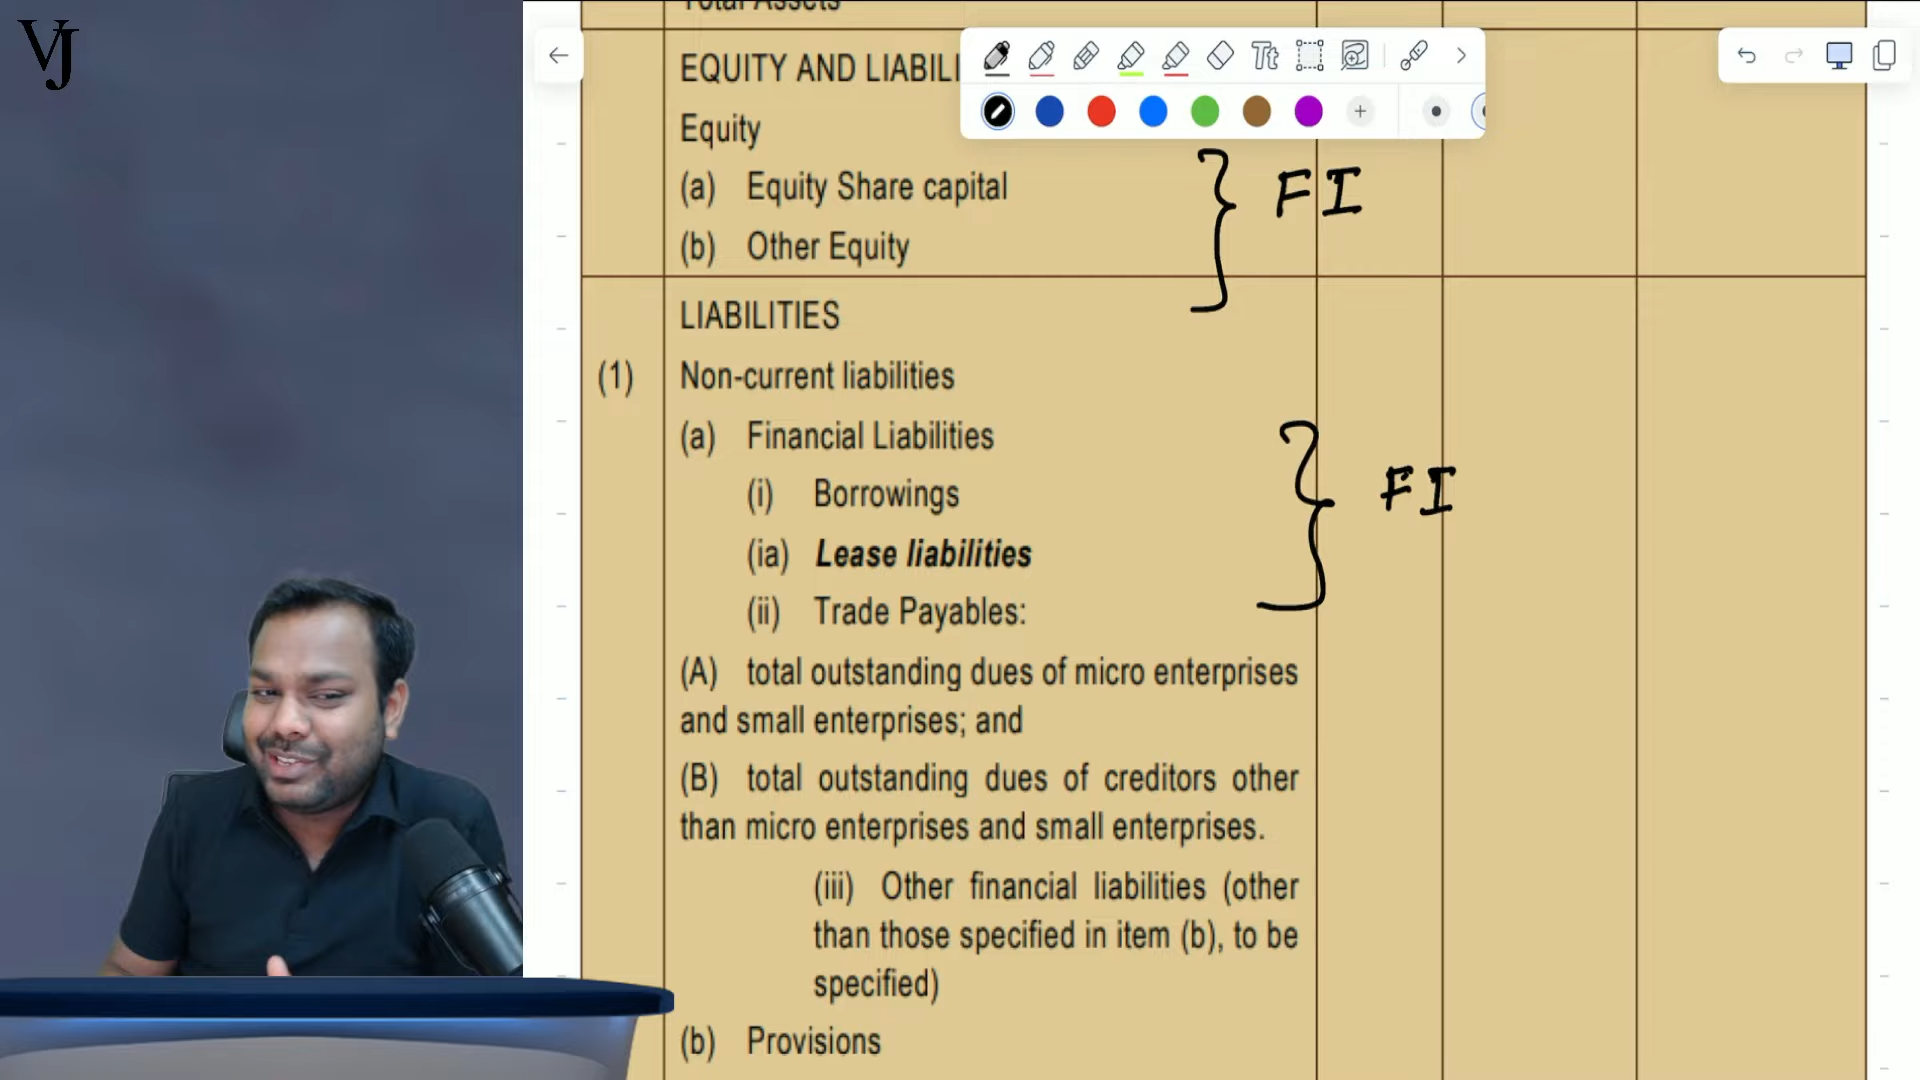 VJ
Total Assets
EQUITY AND LIABILI
Tt
Equity
(a) Equity Share capital
(b) Other Equity
FI
LIABILITIES
(1) Non-current liabilities
(a) Financial Liabilities
(i) Borrowings
(ia) Lease liabilities
(ii) Trade Payables:
FI
(A) total outstanding dues of micro enterprises
and small enterprises; and
(B) total outstanding dues of creditors other
than micro enterprises and small enterprises.
(iii) Other financial liabilities (other
than those specified in item (b), to be
specified)
(b) Provisions